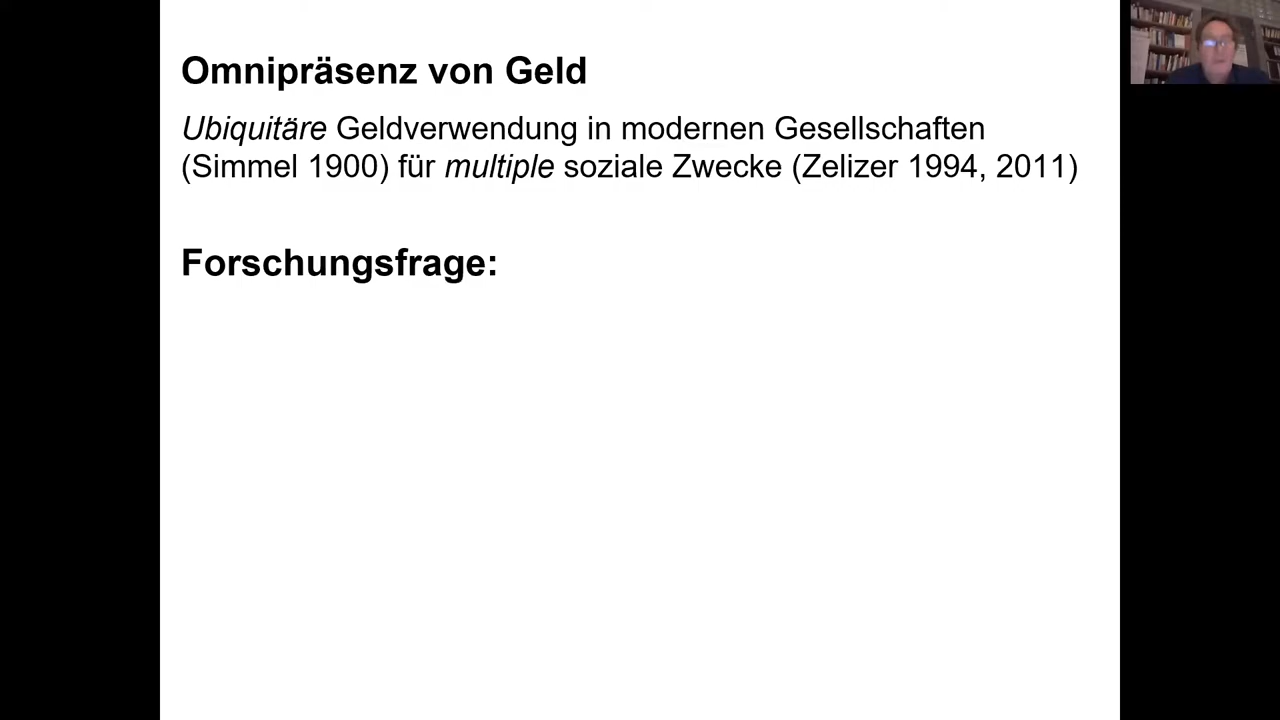 Omnipräsenz von Geld
Ubiquitäre Geldverwendung in modernen Gesellschaften
(Simmel 1900) für multiple soziale Zwecke (Zelizer 1994, 2011)
Forschungsfrage: